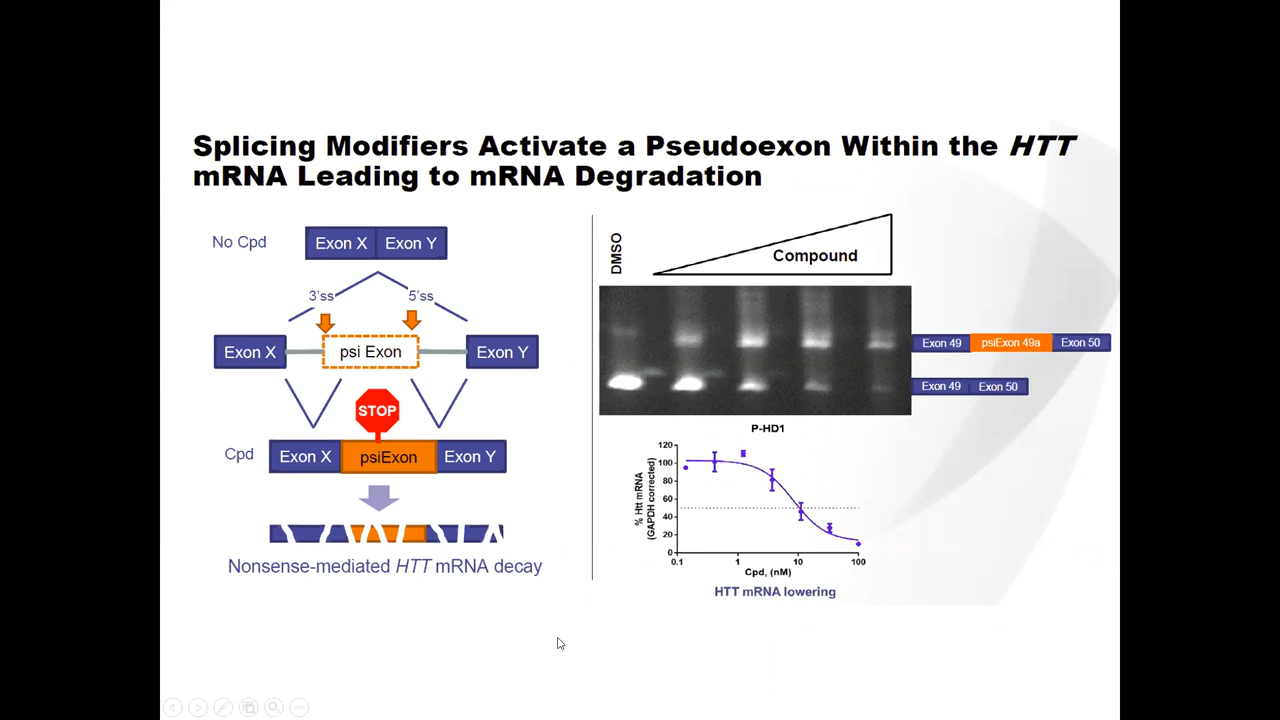 Splicing Modifiers Activate a Pseudoexon Within the HTT
mRNA Leading to mRNA Degradation
No Cpd
Exon X
Exon Y
3'ss
5'ss
Exon X
psi Exon
Exon Y
STOP
Cpd
Exon X
psiExon
Exon Y
Nonsense-mediated HTT mRNA decay
DMSO
Compound
Exon 49
psiExon 49a
Exon 50
Exon 49
Exon 50
P-HD1
% Htt mRNA
(GAPDH corrected)
120
100
80
60
40
20
0
0.1
1
10
100
Cpd, (nM)
HTT mRNA lowering